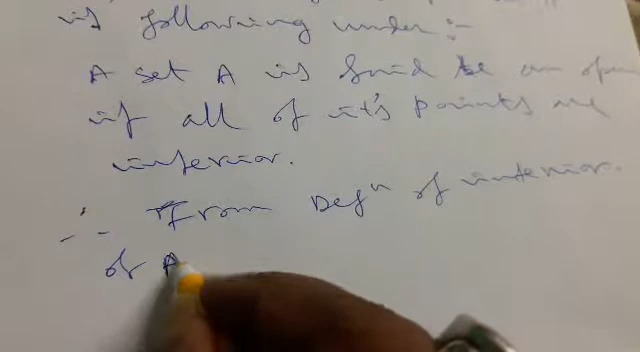 is following under :-
A set A is said be an open
if all of it's points are
interior.
∴ From Defⁿ of interior.
of A